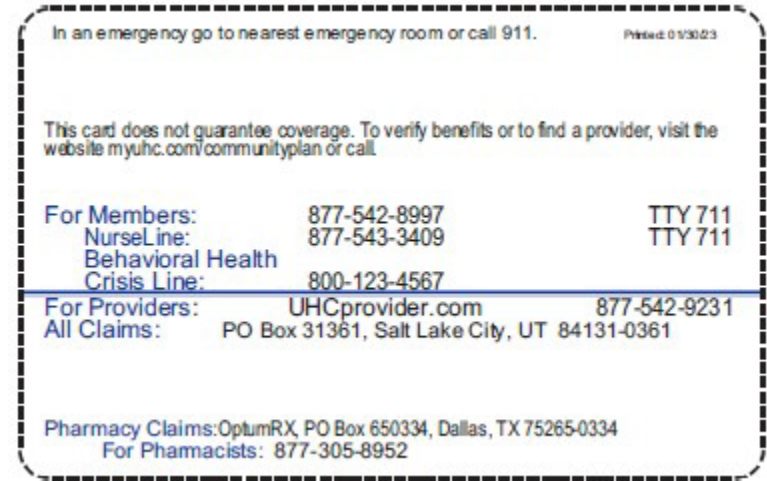 In an emergency go to nearest emergency room or call 911. Printed: 01/30/23
This card does not guarantee coverage. To verify benefits or to find a provider, visit the
website myuhc.com/communityplan or call.
For Members: 877-542-8997 TTY 711
NurseLine: 877-543-3409 TTY 711
Behavioral Health
Crisis Line: 800-123-4567
For Providers: UHCprovider.com 877-542-9231
All Claims: PO Box 31361, Salt Lake City, UT 84131-0361
Pharmacy Claims:OptumRX, PO Box 650334, Dallas, TX 75265-0334
For Pharmacists: 877-305-8952